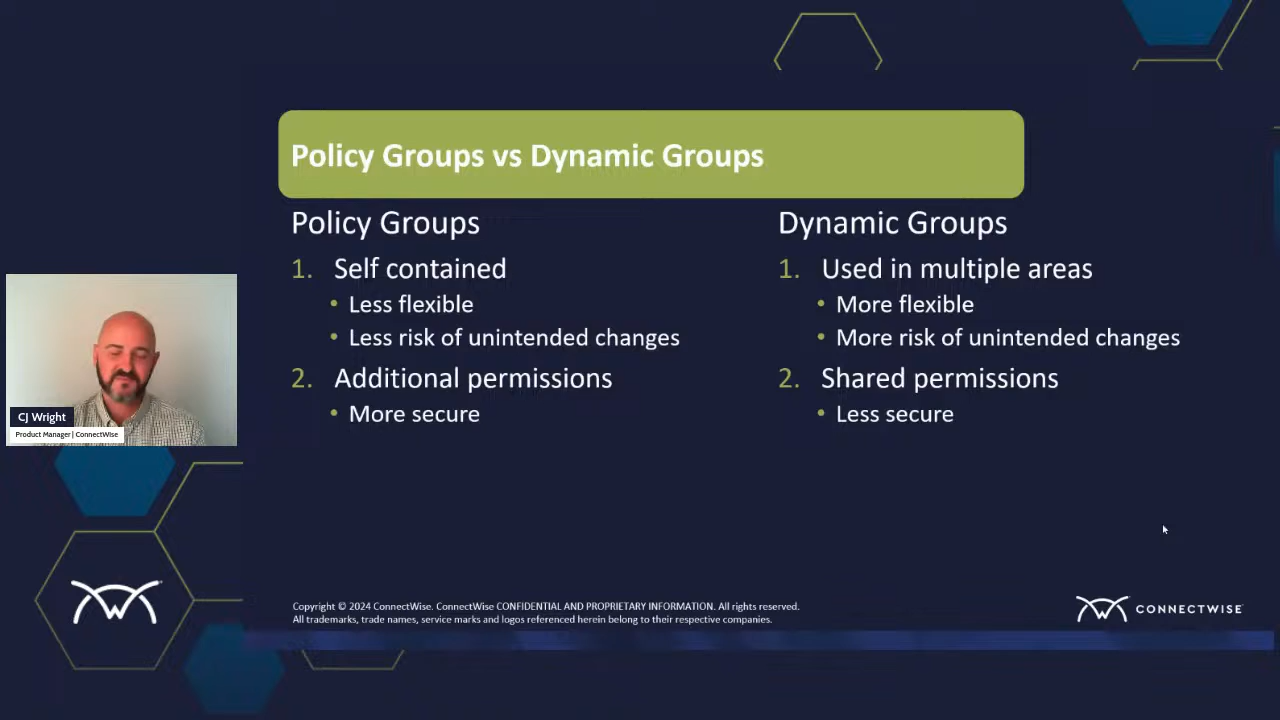 Policy Groups vs Dynamic Groups
Policy Groups
1. Self contained
• Less flexible
• Less risk of unintended changes
2. Additional permissions
• More secure
Dynamic Groups
1. Used in multiple areas
• More flexible
• More risk of unintended changes
2. Shared permissions
• Less secure
CJ Wright
Product Manager | ConnectWise
Copyright © 2024 ConnectWise. ConnectWise CONFIDENTIAL AND PROPRIETARY INFORMATION. All rights reserved.
All trademarks, trade names, service marks and logos referenced herein belong to their respective companies.
CONNECTWISE